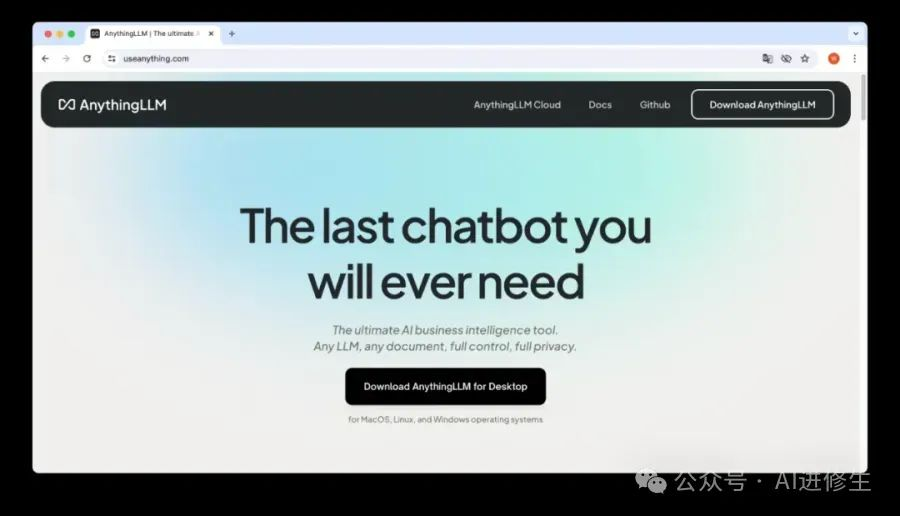 AnythingLLM | The ultimate A
useanything.com
AnythingLLM
AnythingLLM Cloud
Docs
Github
Download AnythingLLM
The last chatbot you
will ever need
The ultimate AI business intelligence tool.
Any LLM, any document, full control, full privacy.
Download AnythingLLM for Desktop
for MacOS, Linux, and Windows operating systems
公众号 · AI进修生